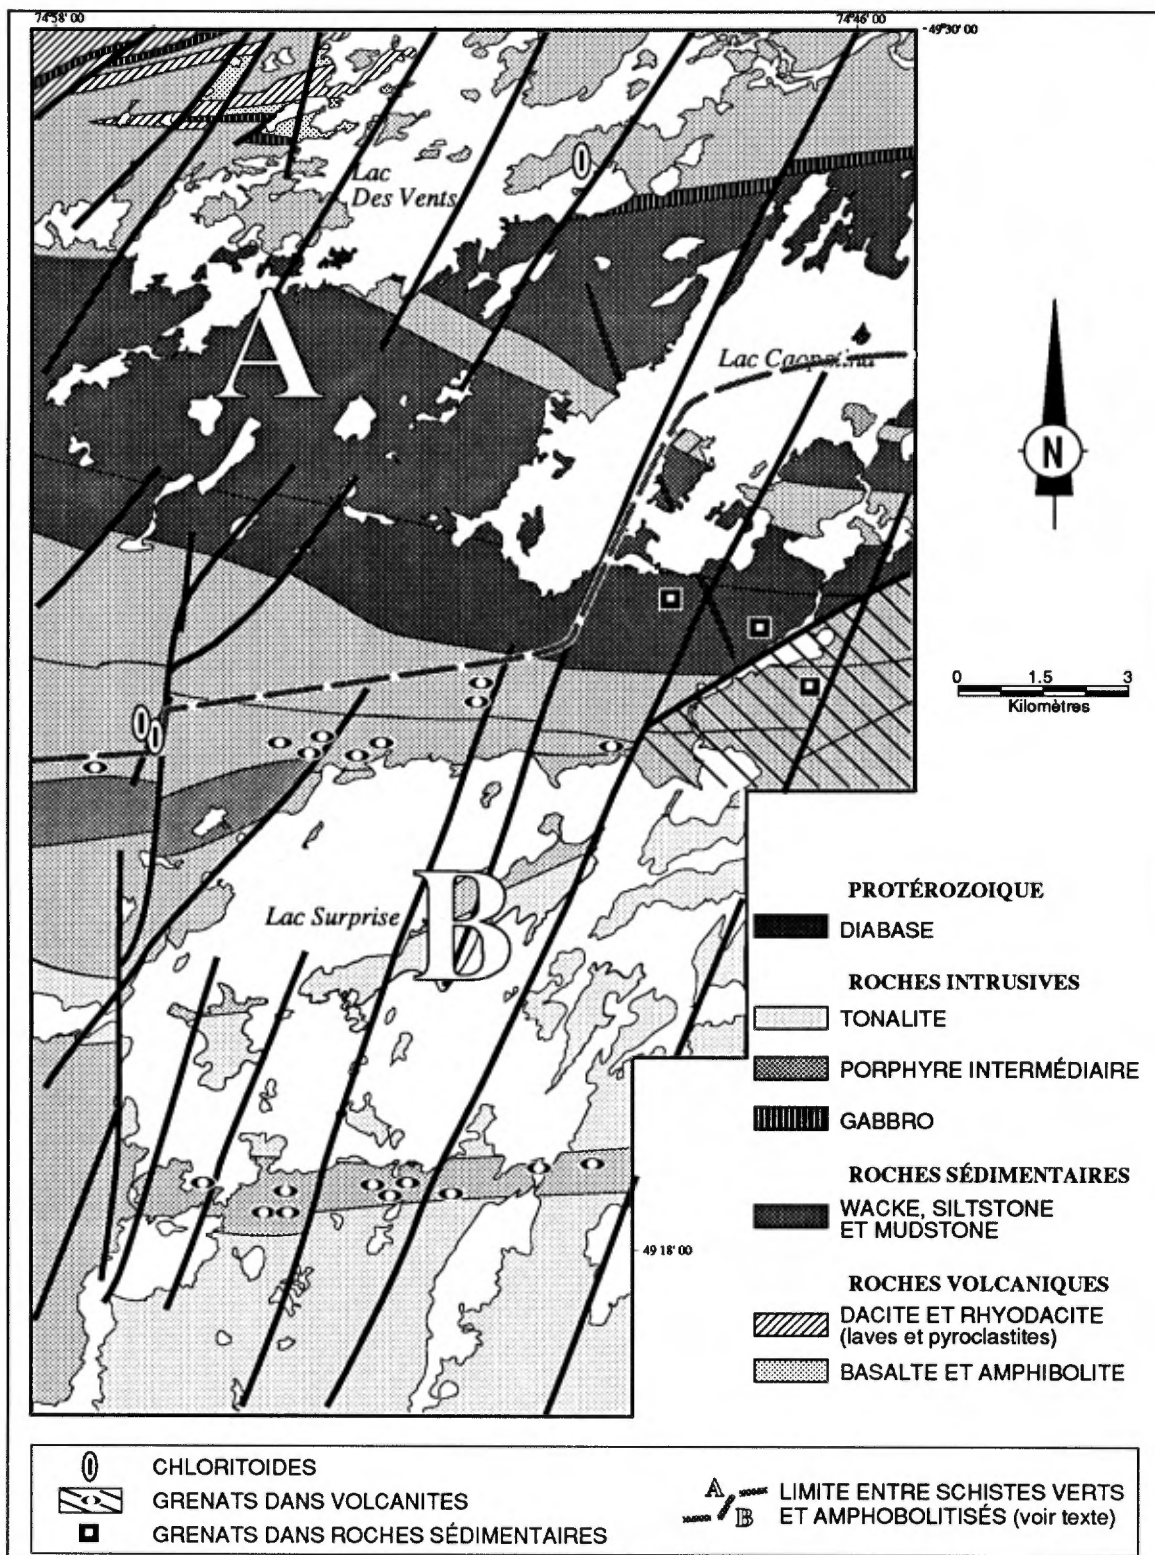 74°58' 00
74°46' 00
49°30' 00
Lac
Des Vents
A
Lac Caopatina
N
0 1.5 3
Kilomètres
B
Lac Surprise
49 18' 00
PROTÉROZOIQUE
DIABASE
ROCHES INTRUSIVES
TONALITE
PORPHYRE INTERMÉDIAIRE
GABBRO
ROCHES SÉDIMENTAIRES
WACKE, SILTSTONE
ET MUDSTONE
ROCHES VOLCANIQUES
DACITE ET RHYODACITE
(laves et pyroclastites)
BASALTE ET AMPHIBOLITE
CHLORITOIDES
GRENATS DANS VOLCANITES
GRENATS DANS ROCHES SÉDIMENTAIRES
A
B
LIMITE ENTRE SCHISTES VERTS
ET AMPHOBOLITISÉS (voir texte)